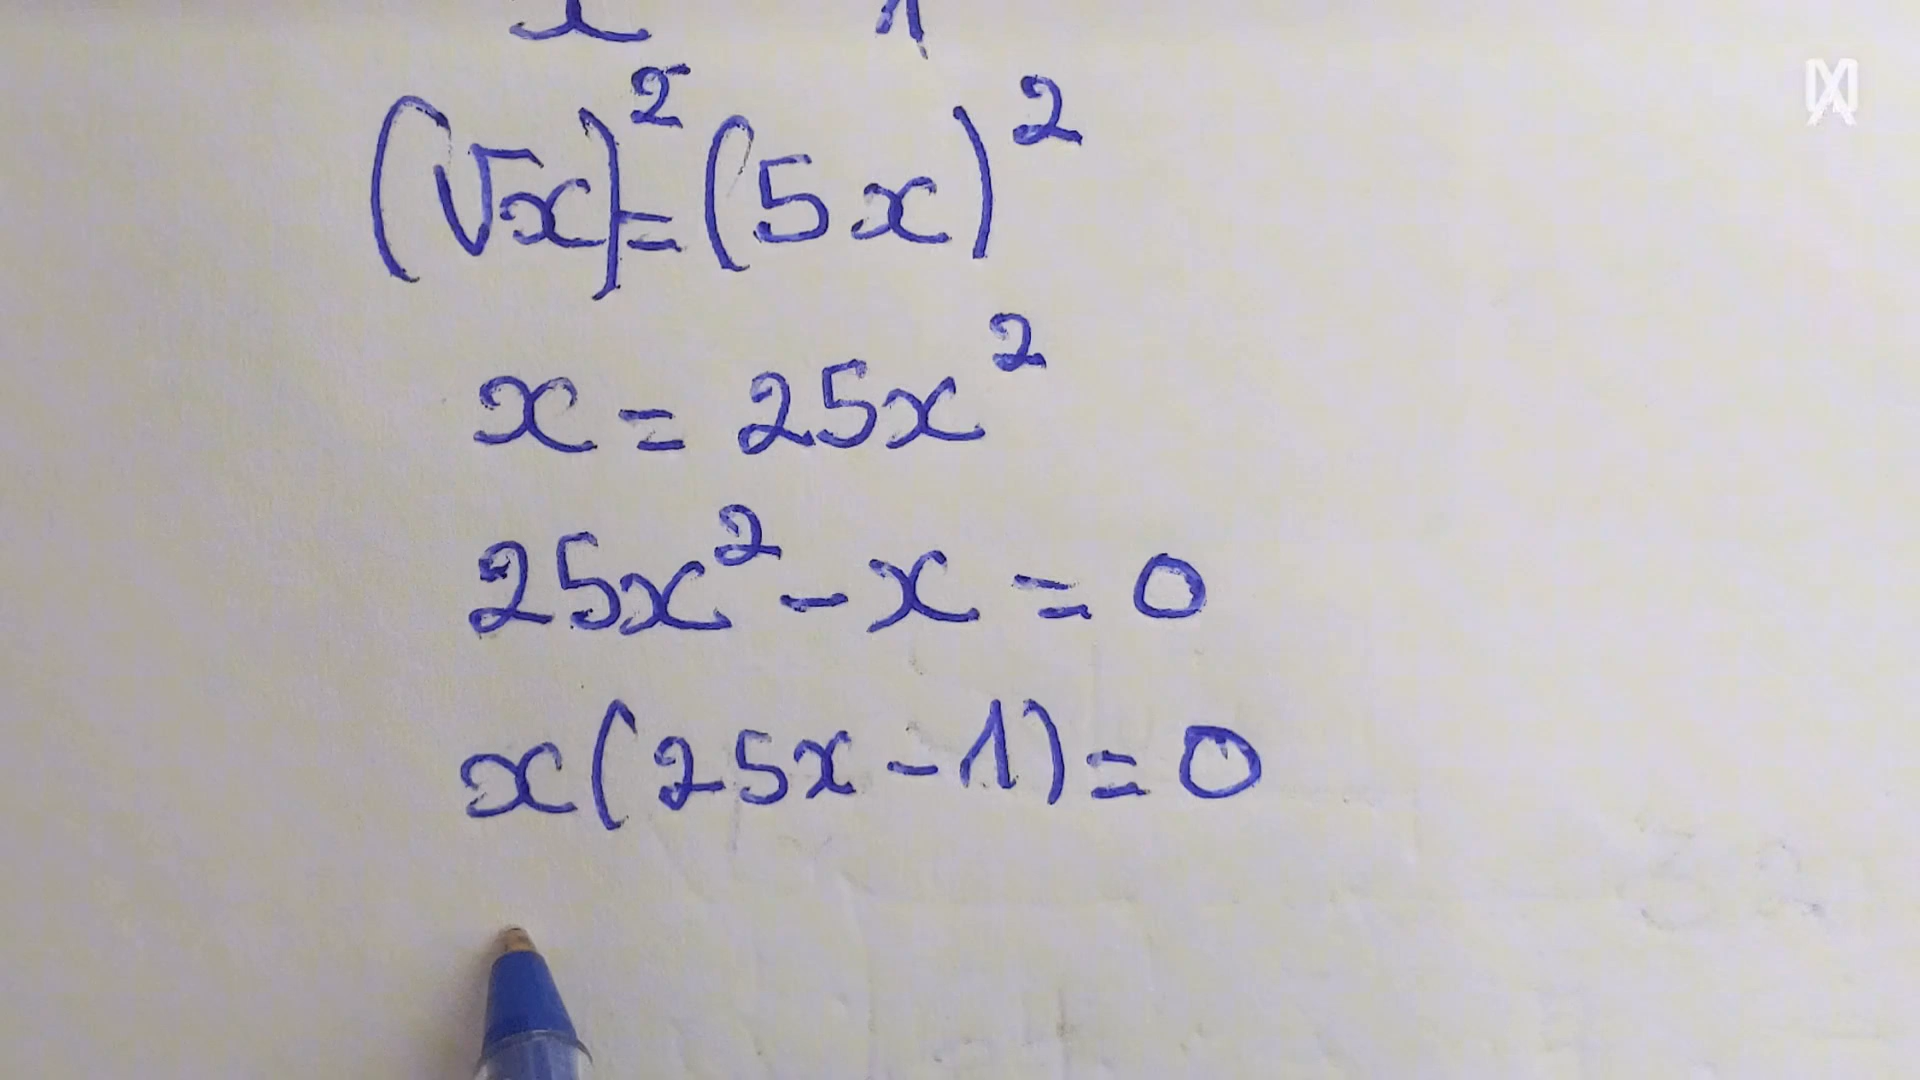 (√x)² = (5x)²
x = 25x²
25x² - x = 0
x(25x - 1) = 0